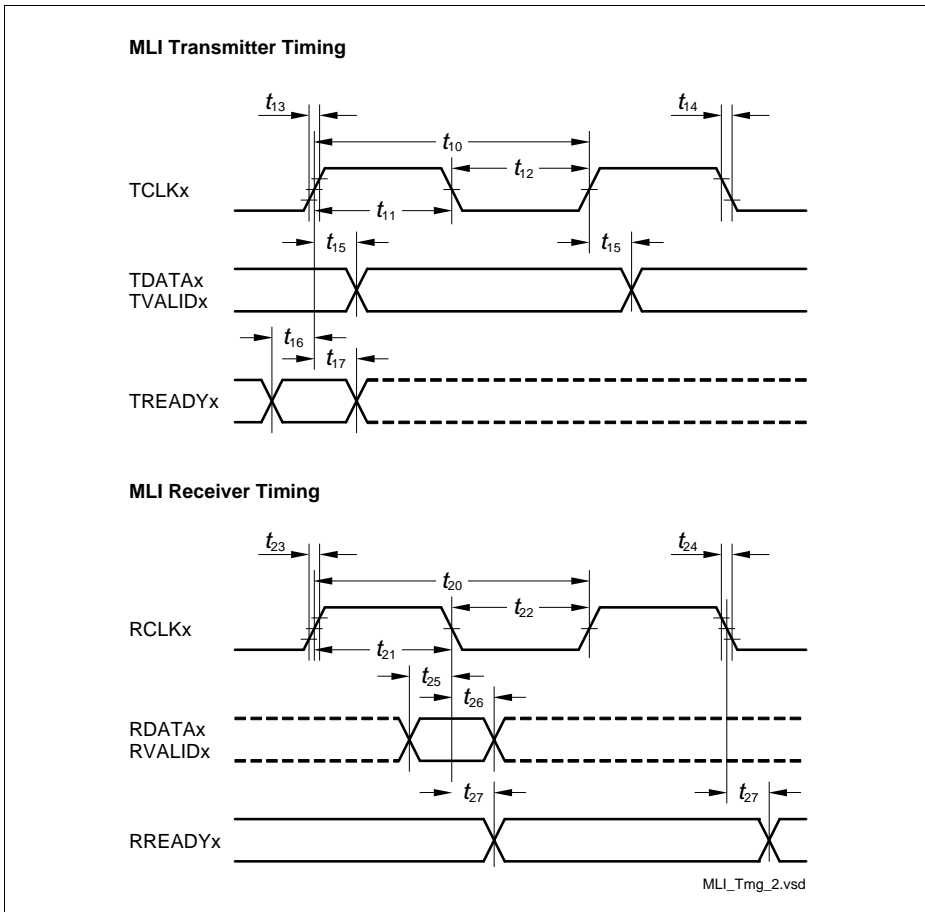 MLI Transmitter Timing
t13
t14
t10
t12
TCLKx
t11
t15
t15
TDATAx
TVALIDx
t16
t17
TREADYx
MLI Receiver Timing
t23
t24
t20
t22
RCLKx
t21
t25
t26
RDATAx
RVALIDx
t27
t27
RREADYx
MLI_Tmg_2.vsd